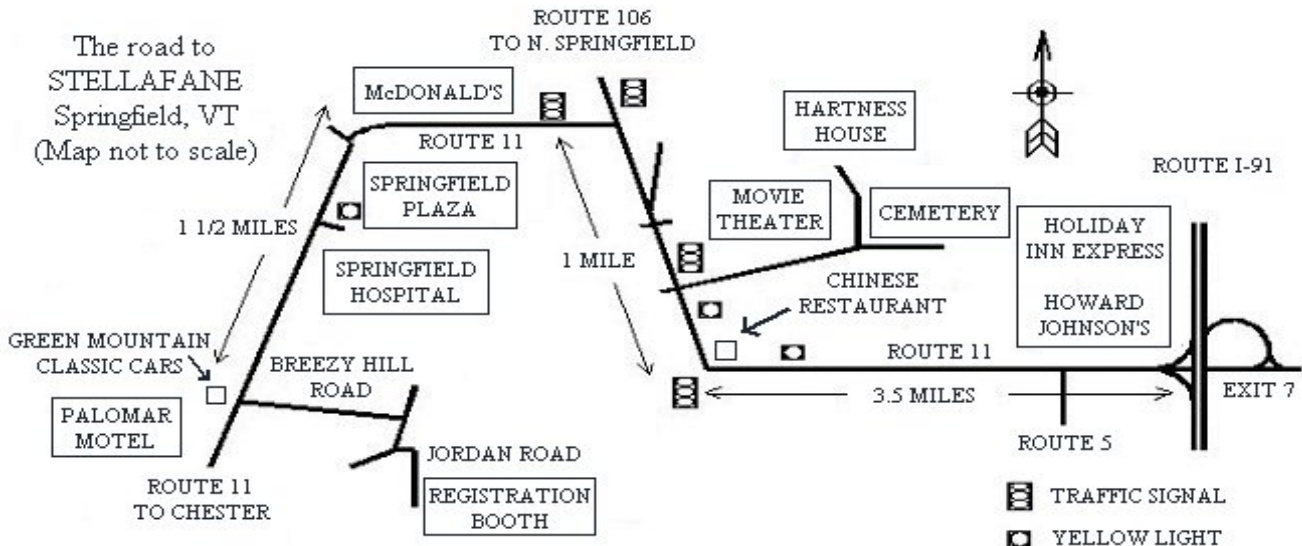 The road to
STELLAFANE
Springfield, VT
(Map not to scale)
ROUTE 106
TO N. SPRINGFIELD
McDONALD'S
ROUTE 11
HARTNESS
HOUSE
ROUTE I-91
SPRINGFIELD
PLAZA
MOVIE
THEATER
CEMETERY
HOLIDAY
INN EXPRESS
HOWARD
JOHNSON'S
1 1/2 MILES
SPRINGFIELD
HOSPITAL
1 MILE
CHINESE
RESTAURANT
GREEN MOUNTAIN
CLASSIC CARS
BREEZY HILL
ROAD
ROUTE 11
EXIT 7
3.5 MILES
PALOMAR
MOTEL
ROUTE 5
JORDAN ROAD
ROUTE 11
TO CHESTER
REGISTRATION
BOOTH
TRAFFIC SIGNAL
YELLOW LIGHT